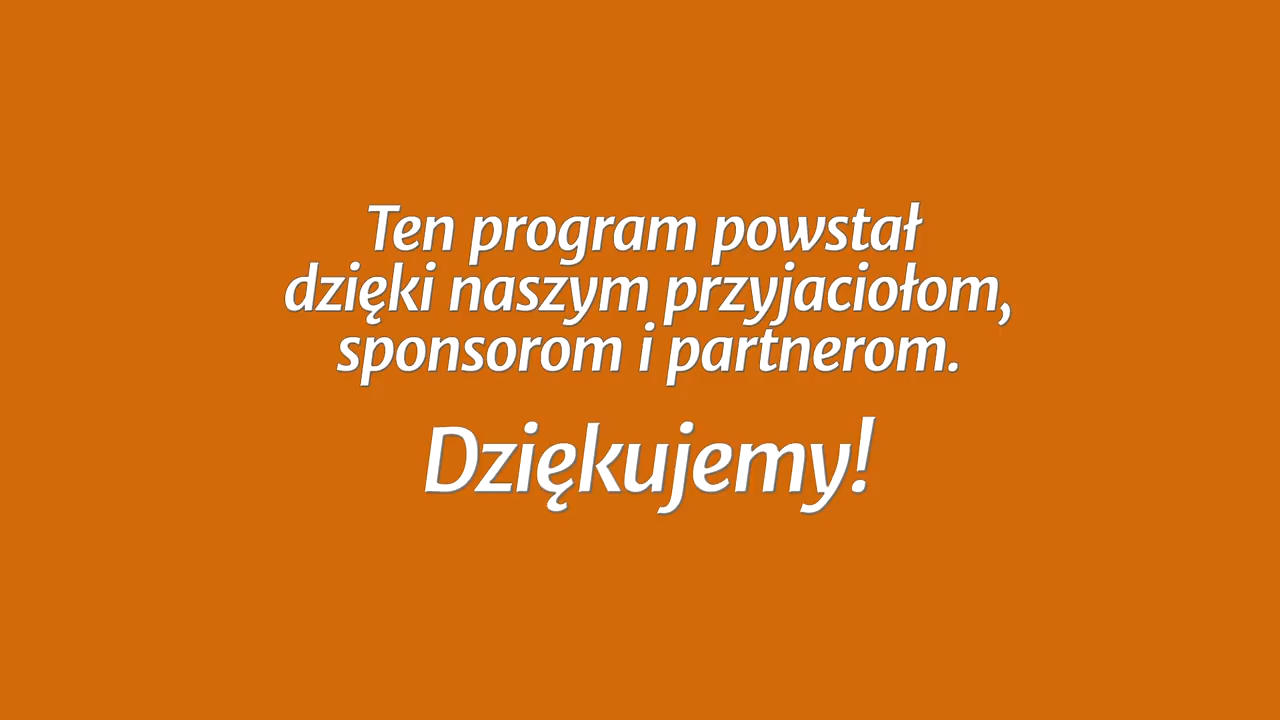 Ten program powstał
dzięki naszym przyjaciołom,
sponsorom i partnerom.
Dziękujemy!